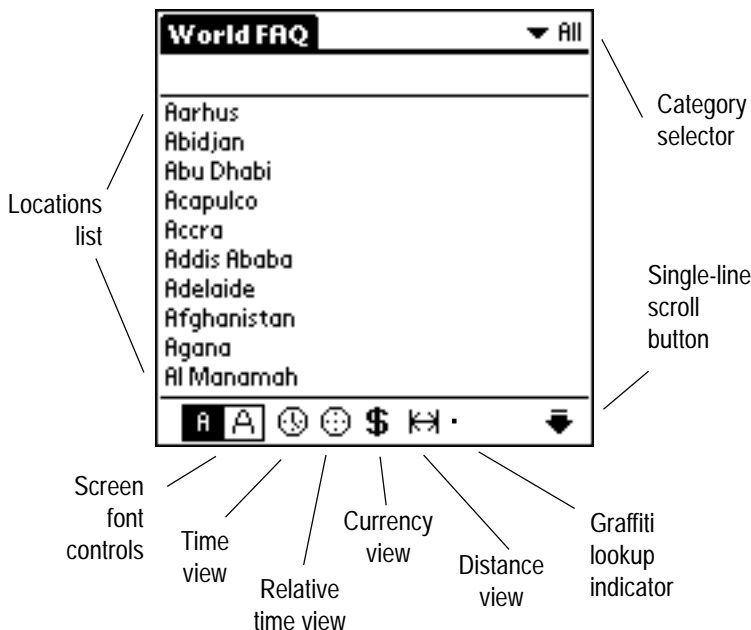 World FAQ
All
Aarhus
Abidjan
Abu Dhabi
Acapulco
Accra
Addis Ababa
Adelaide
Afghanistan
Agana
Al Manamah
A A $
Category
selector
Locations
list
Single-line
scroll
button
Screen
font
controls
Time
view
Relative
time view
Currency
view
Distance
view
Graffiti
lookup
indicator